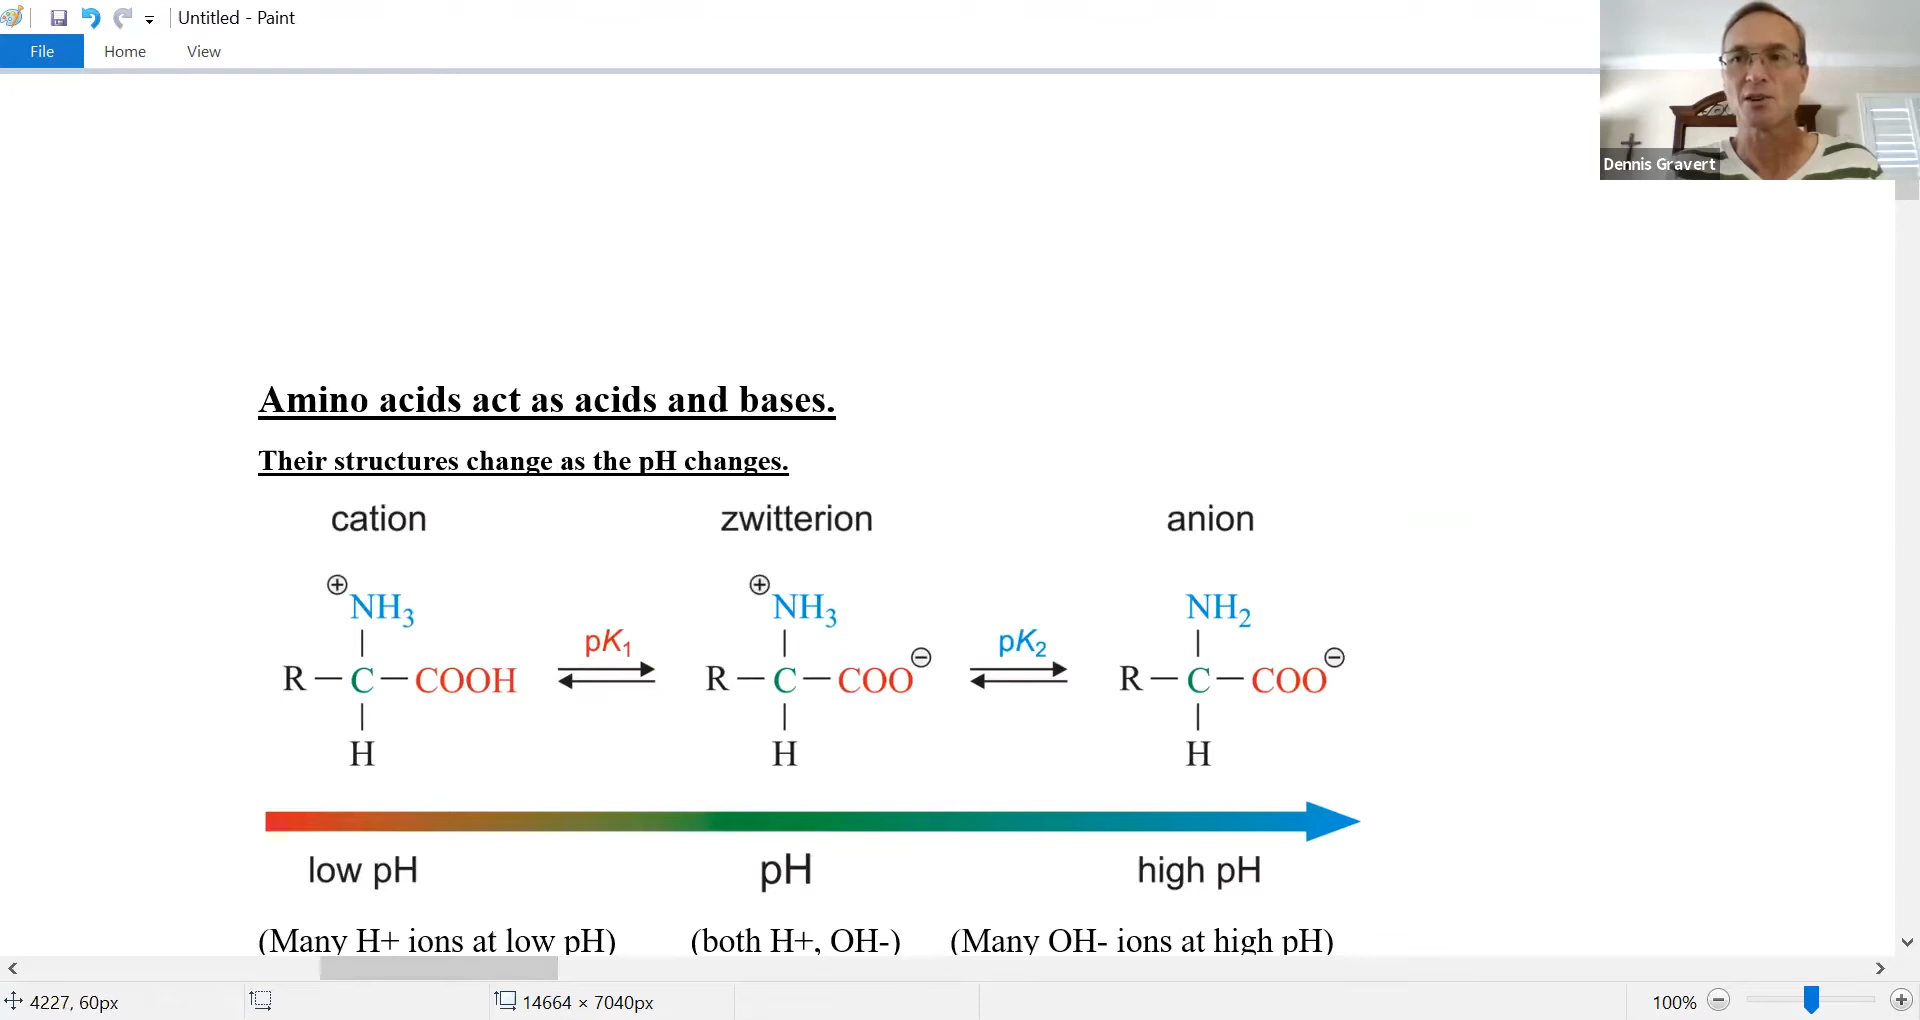 Untitled - Paint
File Home View
Dennis Gravert
Amino acids act as acids and bases.
Their structures change as the pH changes.
cation zwitterion anion
⊕ ⊕
NH₃ NH₃ NH₂
pK₁ pK₂
⊖ ⊖
R — C — COOH R — C — COO R — C — COO
H H H
low pH pH high pH
(Many H+ ions at low pH) (both H+, OH-) (Many OH- ions at high pH)
4227, 60px 14664 × 7040px 100%